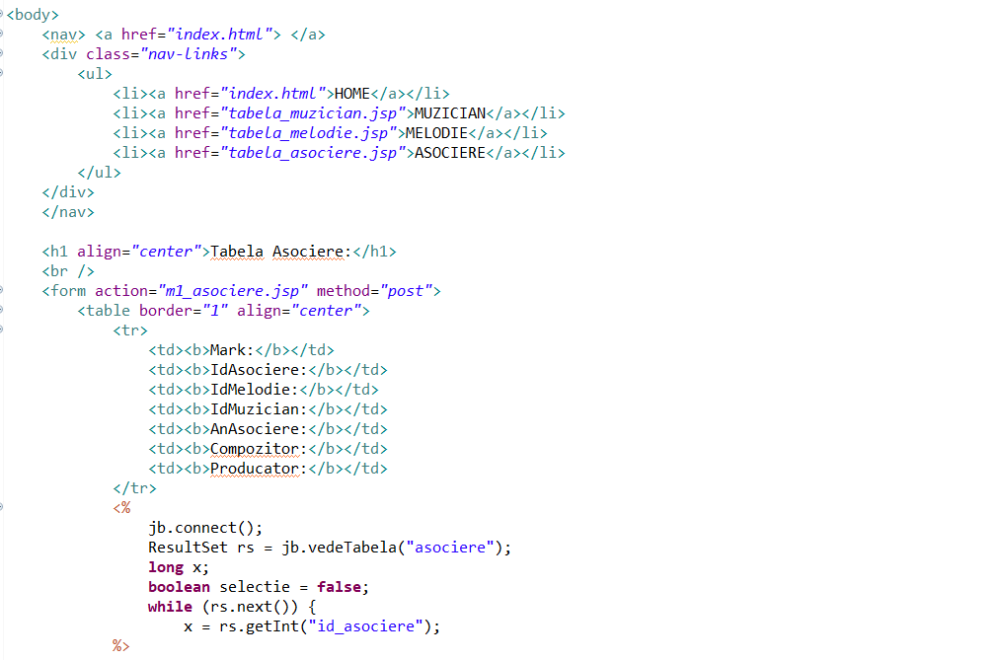 <body>
    <nav> <a href="index.html"> </a>
    <div class="nav-links">
        <ul>
            <li><a href="index.html">HOME</a></li>
            <li><a href="tabela_muzician.jsp">MUZICIAN</a></li>
            <li><a href="tabela_melodie.jsp">MELODIE</a></li>
            <li><a href="tabela_asociere.jsp">ASOCIERE</a></li>
        </ul>
    </div>
    </nav>

    <h1 align="center">Tabela Asociere:</h1>
    <br />
    <form action="m1_asociere.jsp" method="post">
        <table border="1" align="center">
            <tr>
                <td><b>Mark:</b></td>
                <td><b>IdAsociere:</b></td>
                <td><b>IdMelodie:</b></td>
                <td><b>IdMuzician:</b></td>
                <td><b>AnAsociere:</b></td>
                <td><b>Compozitor:</b></td>
                <td><b>Producator:</b></td>
            </tr>
            <%
                jb.connect();
                ResultSet rs = jb.vedeTabela("asociere");
                long x;
                boolean selectie = false;
                while (rs.next()) {
                    x = rs.getInt("id_asociere");
            %>